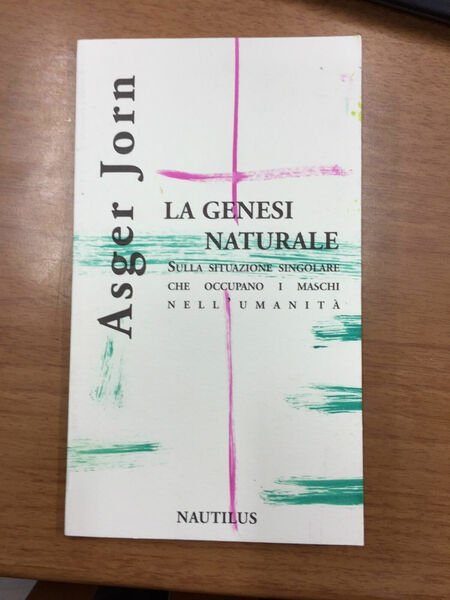 Asger Jorn
LA GENESI
NATURALE
SULLA SITUAZIONE SINGOLARE
CHE OCCUPANO I MASCHI
NELL'UMANITÀ
NAUTILUS